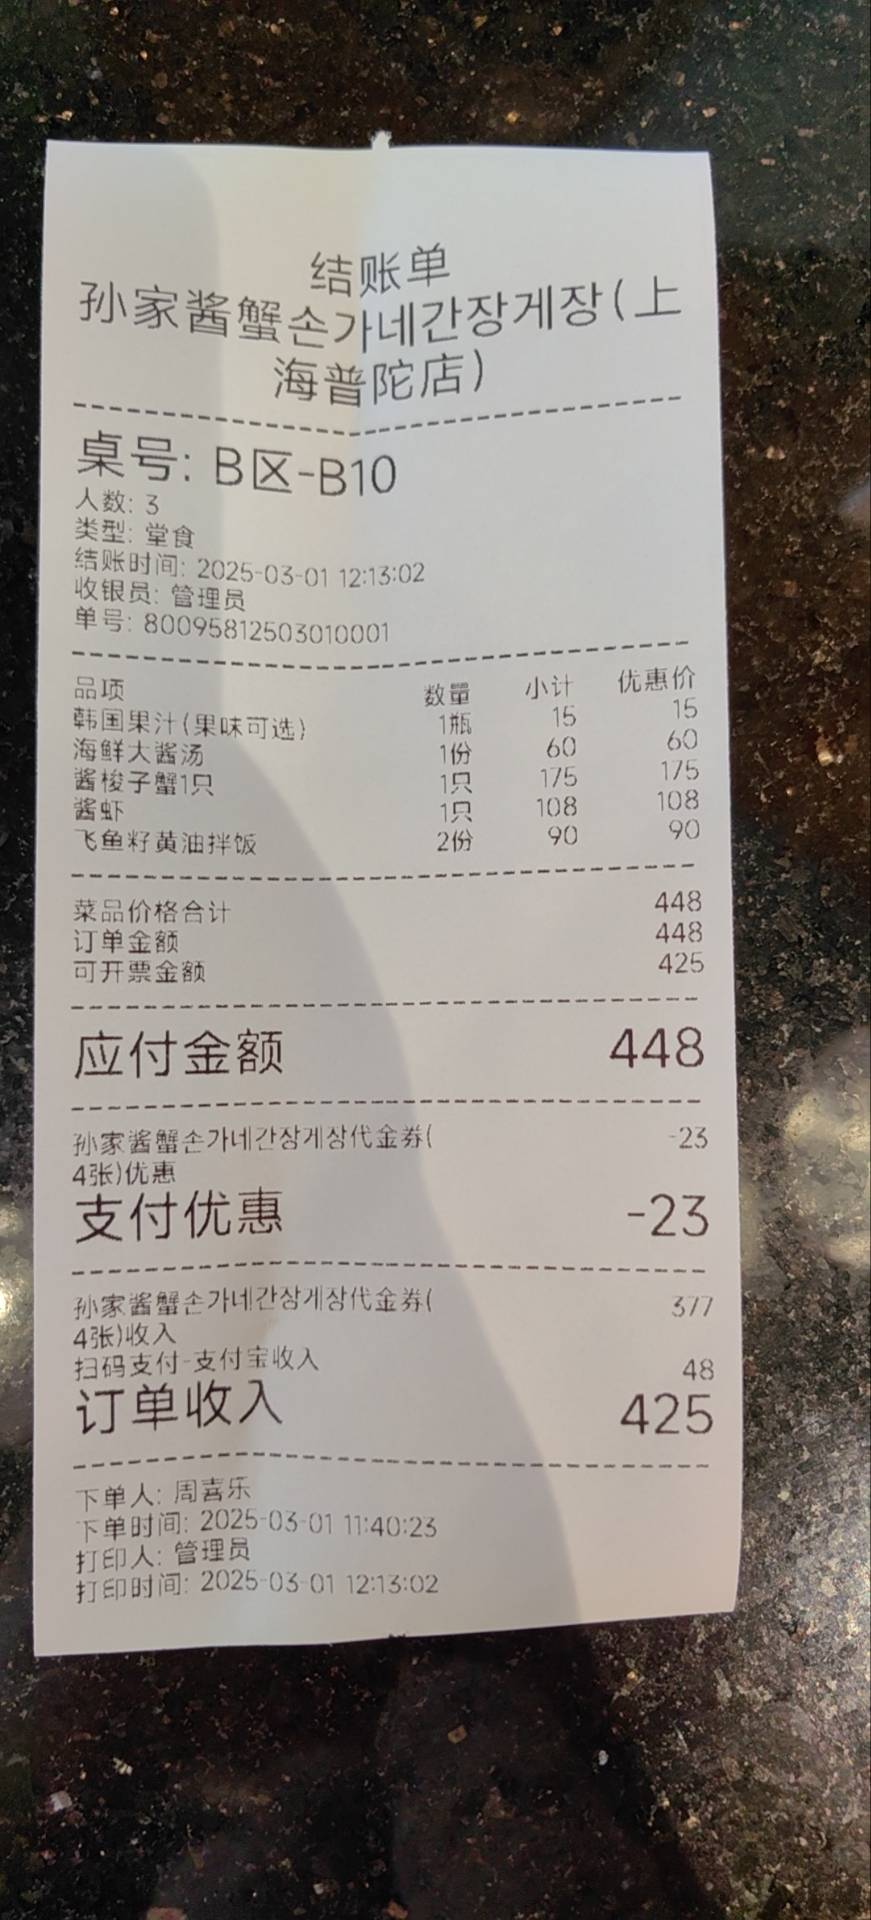 结账单
孙家酱蟹손가네간장게장(上
海普陀店)
桌号: B区-B10
人数: 3
类型: 堂食
结账时间: 2025-03-01 12:13:02
收银员: 管理员
单号: 80095812503010001
品项 数量 小计 优惠价
韩国果汁(果味可选) 1瓶 15 15
海鲜大酱汤 1份 60 60
酱梭子蟹1只 1只 175 175
酱虾 1只 108 108
飞鱼籽黄油拌饭 2份 90 90
菜品价格合计 448
订单金额 448
可开票金额 425
应付金额 448
孙家酱蟹손가네간장게장代金券( -23
4张)优惠
支付优惠 -23
孙家酱蟹손가네간장게장代金券( 377
4张)收入
扫码支付-支付宝收入 48
订单收入 425
下单人: 周喜乐
下单时间: 2025-03-01 11:40:23
打印人: 管理员
打印时间: 2025-03-01 12:13:02